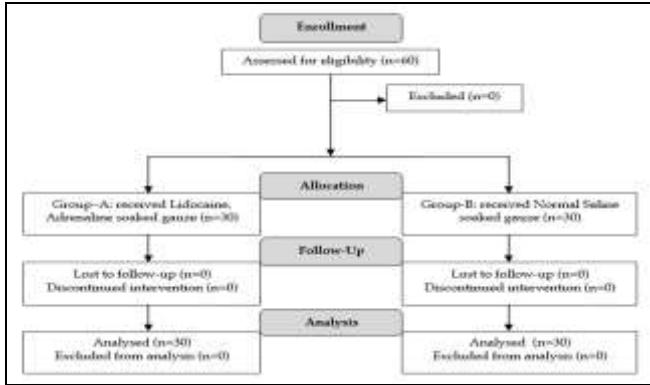 Enrollment
Assessed for eligibility (n=60)
Excluded (n=0)
Allocation
Group-A: received Lidocaine,
Adrenaline soaked gauze (n=30)
Group-B: received Normal Saline
soaked gauze (n=30)
Follow-Up
Lost to follow-up (n=0)
Discontinued intervention (n=0)
Lost to follow-up (n=0)
Discontinued intervention (n=0)
Analysis
Analysed (n=30)
Excluded from analysis (n=0)
Analysed (n=30)
Excluded from analysis (n=0)